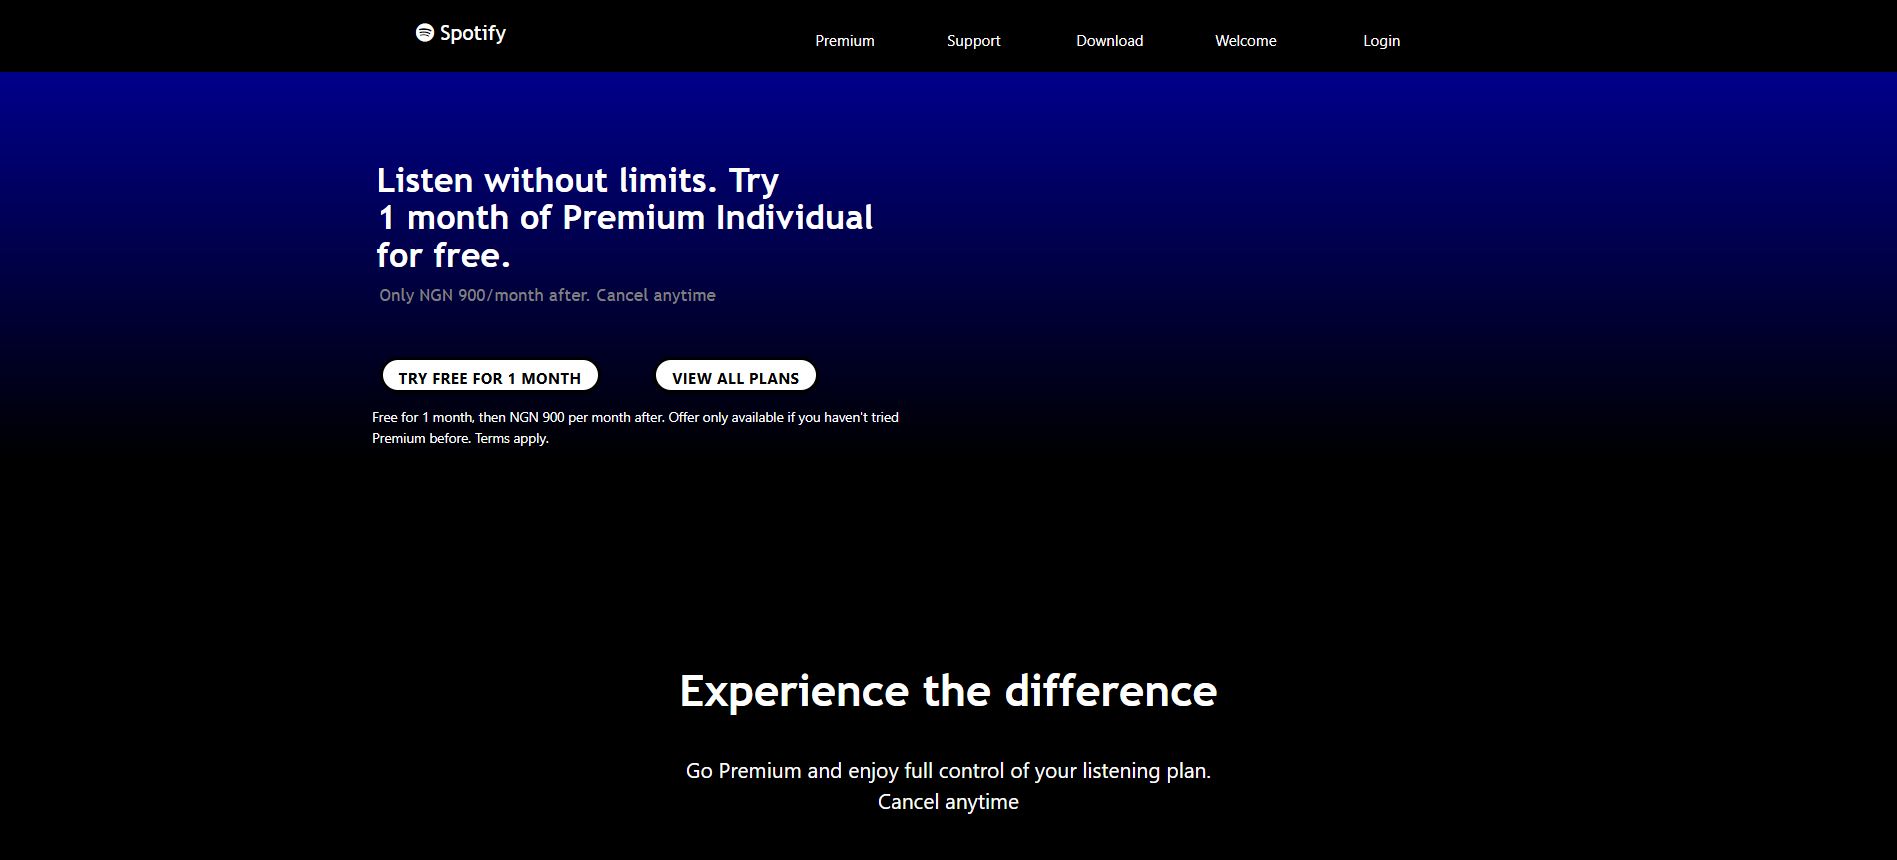 Spotify
Premium Support Download Welcome Login
Listen without limits. Try
1 month of Premium Individual
for free.
Only NGN 900/month after. Cancel anytime
TRY FREE FOR 1 MONTH VIEW ALL PLANS
Free for 1 month, then NGN 900 per month after. Offer only available if you haven't tried
Premium before. Terms apply.
Experience the difference
Go Premium and enjoy full control of your listening plan.
Cancel anytime